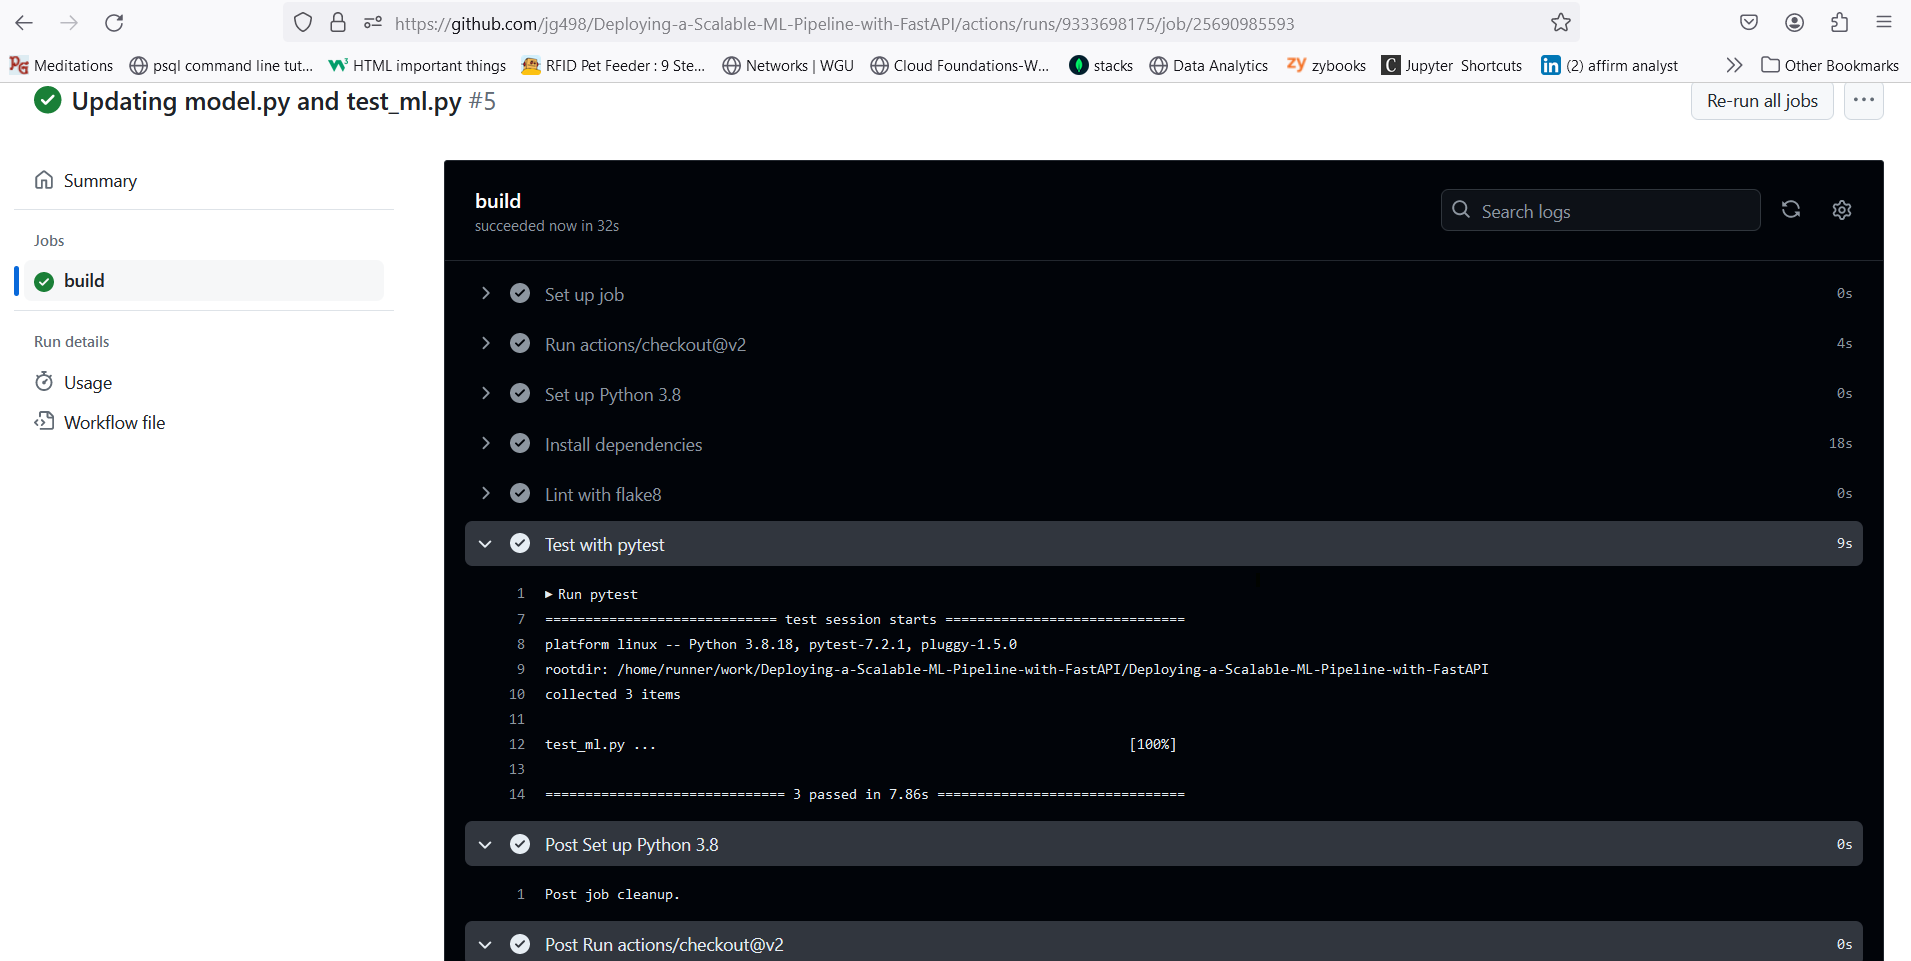 https://github.com/jg498/Deploying-a-Scalable-ML-Pipeline-with-FastAPI/actions/runs/9333698175/job/25690985593
PG Meditations psql command line tut... W3 HTML important things RFID Pet Feeder : 9 Ste... Networks | WGU Cloud Foundations-W... stacks Data Analytics zy zybooks C Jupyter Shortcuts in (2) affirm analyst Other Bookmarks
Updating model.py and test_ml.py #5
Re-run all jobs
Summary
Jobs
build
Run details
Usage
Workflow file
build
succeeded now in 32s
Search logs
Set up job 0s
Run actions/checkout@v2 4s
Set up Python 3.8 0s
Install dependencies 18s
Lint with flake8 0s
Test with pytest 9s
1 ▶ Run pytest
7 ============================= test session starts ==============================
8 platform linux -- Python 3.8.18, pytest-7.2.1, pluggy-1.5.0
9 rootdir: /home/runner/work/Deploying-a-Scalable-ML-Pipeline-with-FastAPI/Deploying-a-Scalable-ML-Pipeline-with-FastAPI
10 collected 3 items
11
12 test_ml.py ... [100%]
13
14 ============================== 3 passed in 7.86s ===============================
Post Set up Python 3.8 0s
1 Post job cleanup.
Post Run actions/checkout@v2 0s